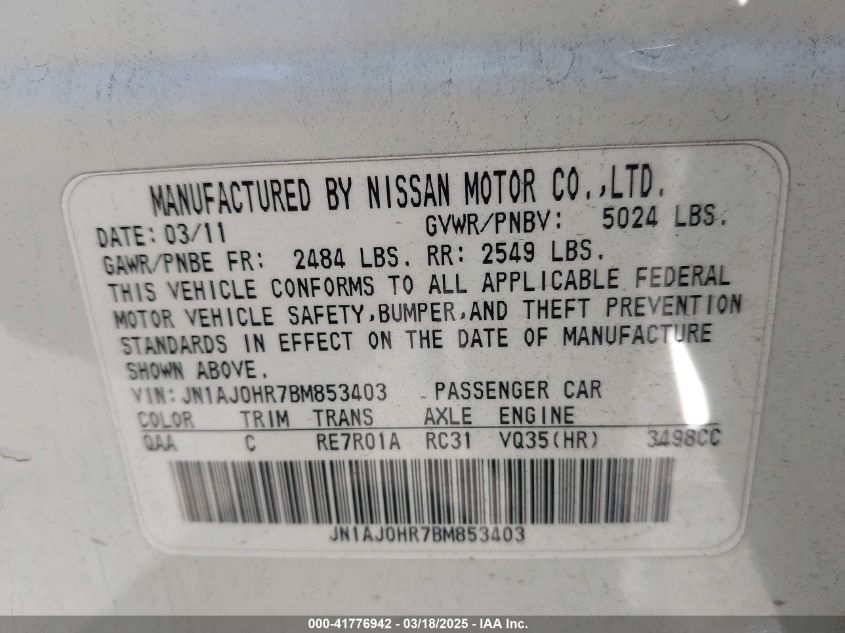 MANUFACTURED BY NISSAN MOTOR CO.,LTD.
DATE: 03/11 GVWR/PNBV: 5024 LBS.
GAWR/PNBE FR: 2484 LBS. RR: 2549 LBS.
THIS VEHICLE CONFORMS TO ALL APPLICABLE FEDERAL
MOTOR VEHICLE SAFETY,BUMPER,AND THEFT PREVENTION
STANDARDS IN EFFECT ON THE DATE OF MANUFACTURE
SHOWN ABOVE.
VIN: JN1AJ0HR7BM853403 PASSENGER CAR
COLOR TRIM TRANS AXLE ENGINE
QAA C RE7R01A RC31 VQ35(HR) 3498CC
JN1AJ0HR7BM853403
000-41776942 - 03/18/2025 - IAA Inc.